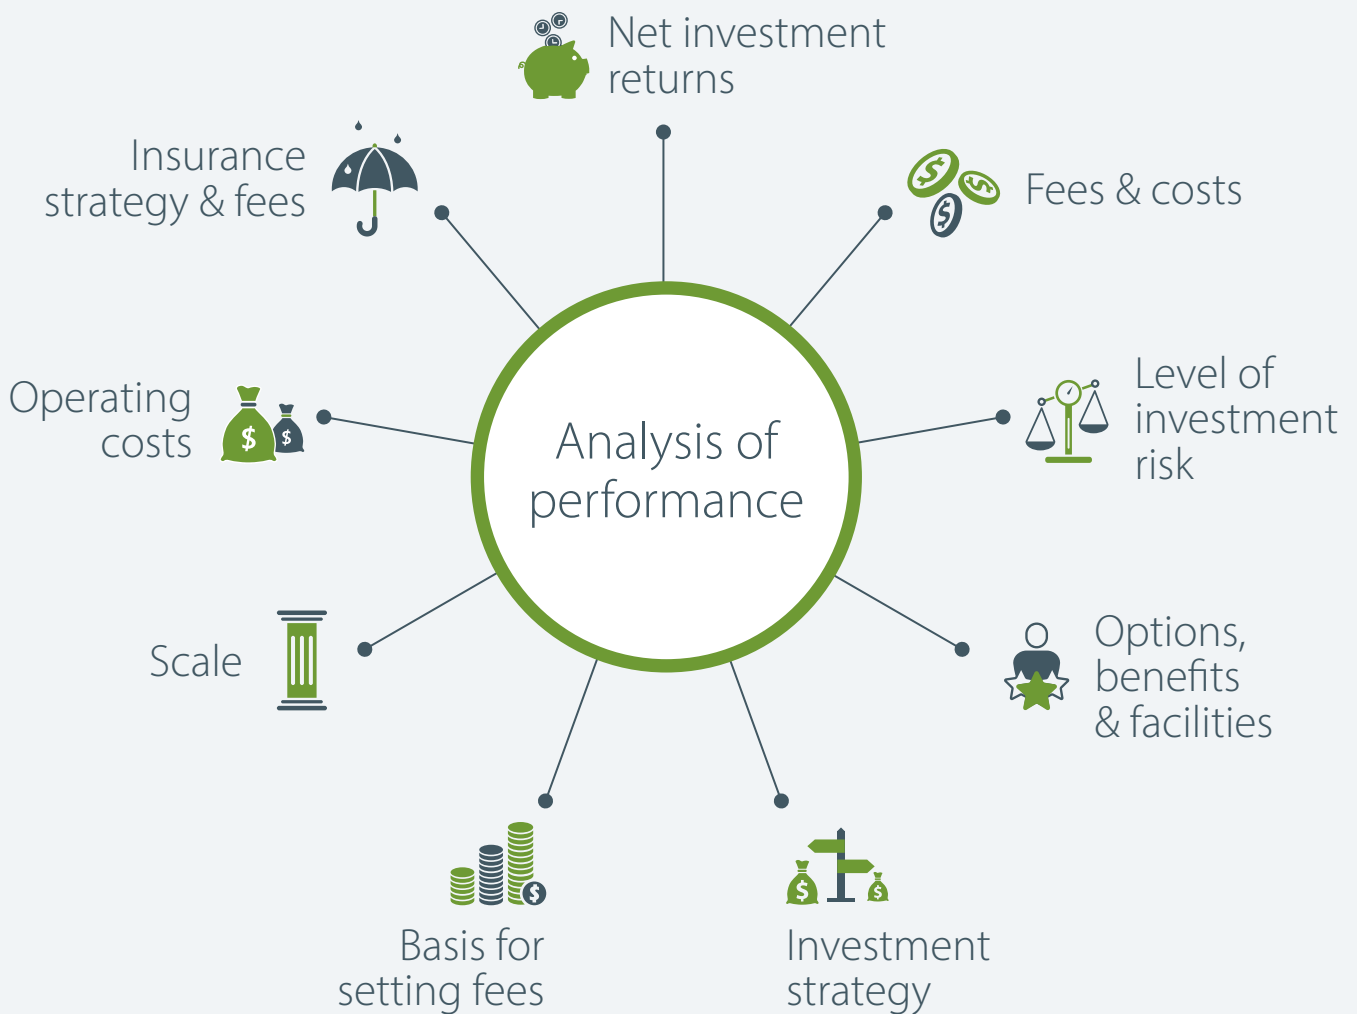 Net investment
returns
Fees & costs
Level of
investment
risk
Options,
benefits
& facilities
Investment
strategy
Basis for
setting fees
Scale
Operating
costs
Insurance
strategy & fees
Analysis of
performance
$
$
$
$
$
$
$
$